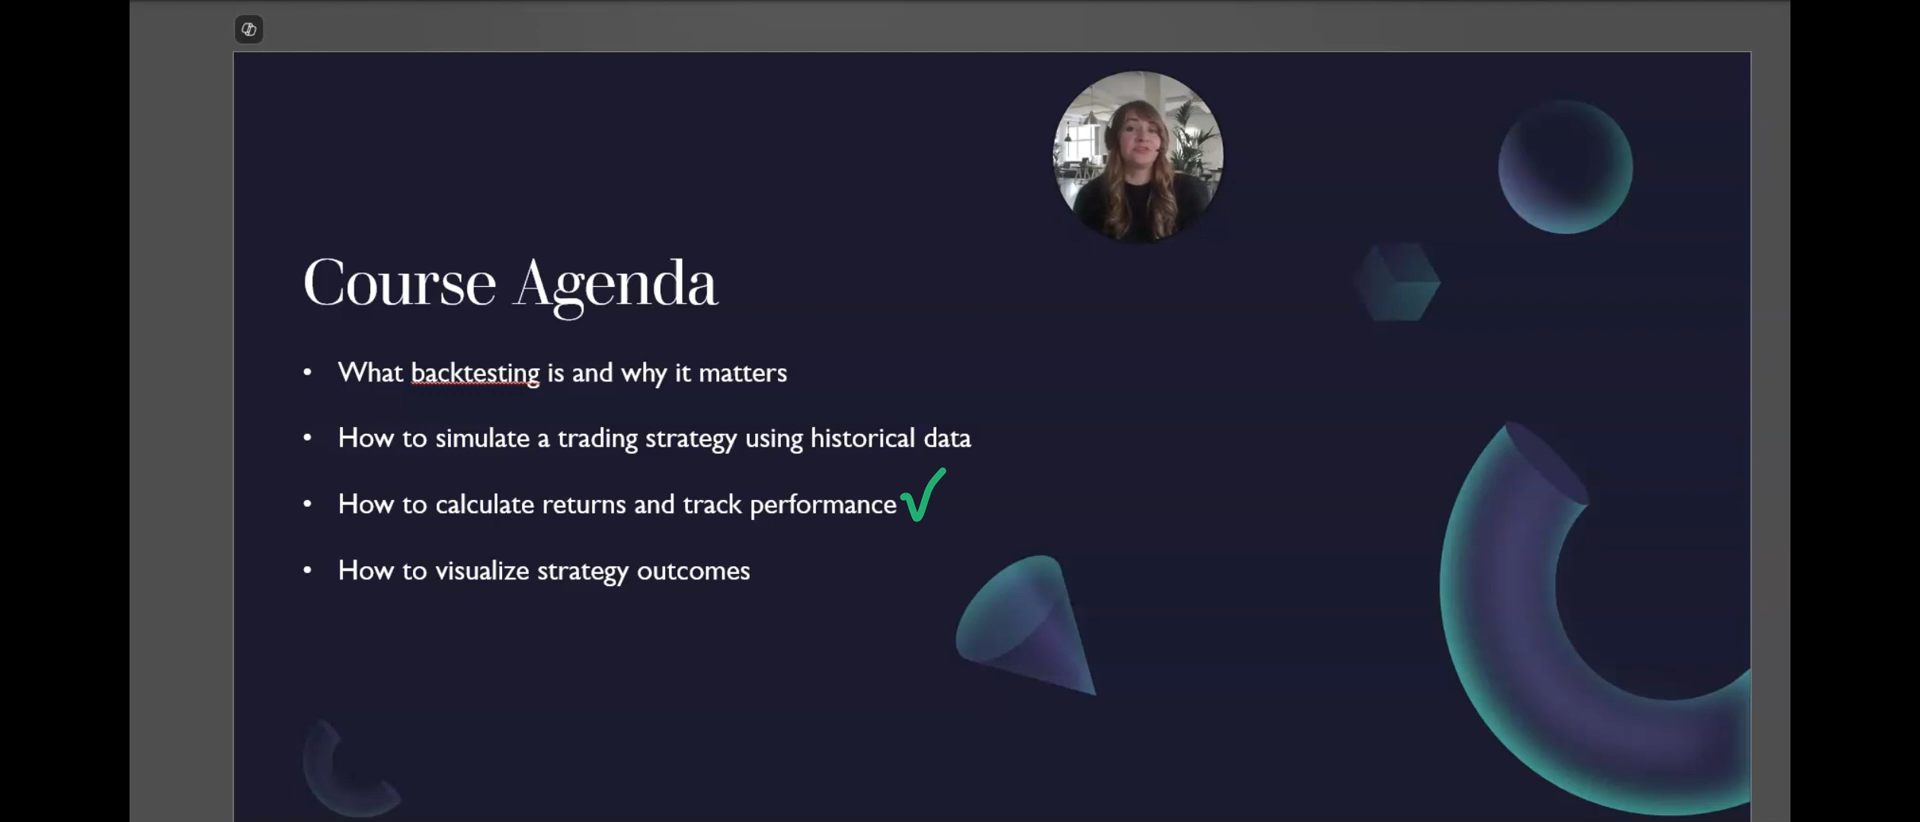 Course Agenda
• What backtesting is and why it matters
• How to simulate a trading strategy using historical data
• How to calculate returns and track performance
• How to visualize strategy outcomes